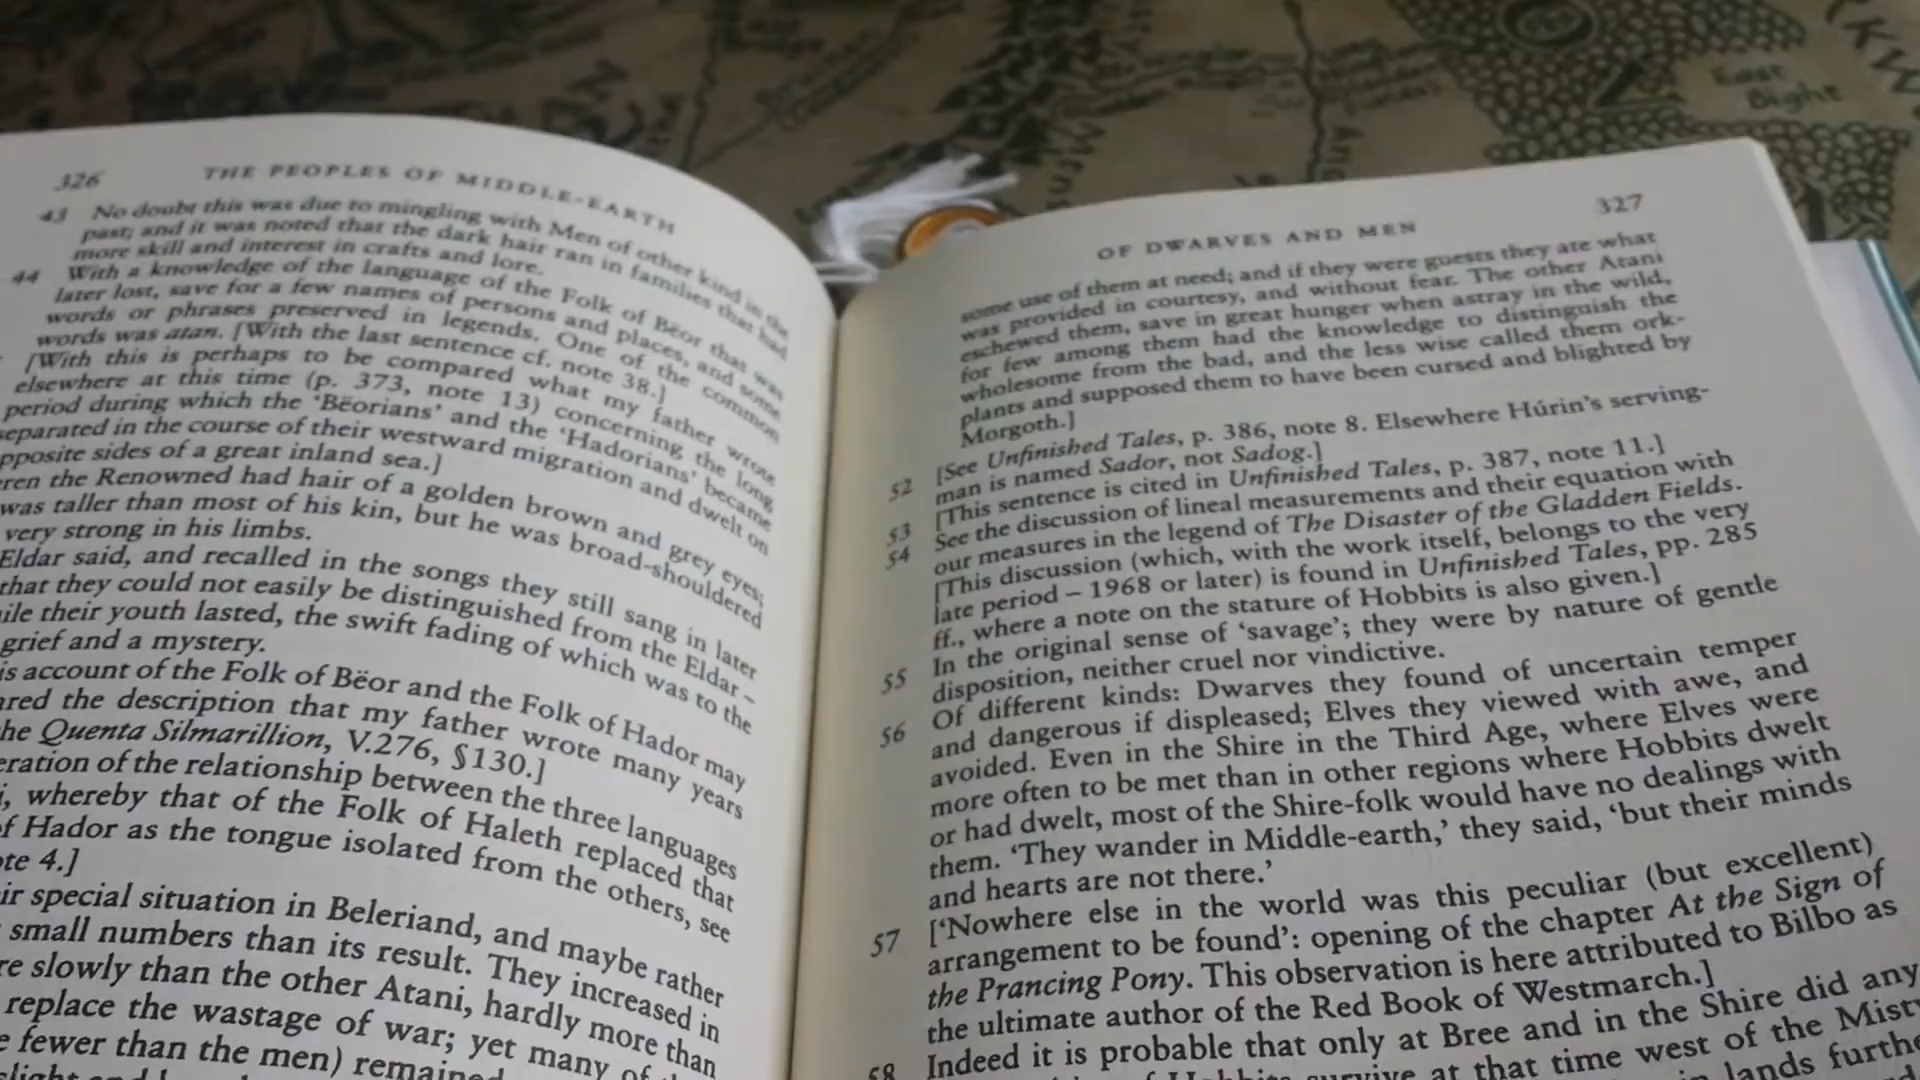 East
Bight
326
THE PEOPLES OF MIDDLE-EARTH
43 No doubt this was due to mingling with Men of other kind in the
past; and it was noted that the dark hair ran in families that had
more skill and interest in crafts and lore.
44 With a knowledge of the language of the Folk of Bëor that was
later lost, save for a few names of persons and places, and some
words or phrases preserved in legends. One of the common
words was atan. [With the last sentence cf. note 38.]
[With this is perhaps to be compared what my father wrote
elsewhere at this time (p. 373, note 13) concerning the long
period during which the 'Bëorians' and the 'Hadorians' became
separated in the course of their westward migration and dwelt on
pposite sides of a great inland sea.]
ren the Renowned had hair of a golden brown and grey eyes;
was taller than most of his kin, but he was broad-shouldered
very strong in his limbs.
Eldar said, and recalled in the songs they still sang in later
that they could not easily be distinguished from the Eldar –
ile their youth lasted, the swift fading of which was to the
grief and a mystery.
is account of the Folk of Bëor and the Folk of Hador may
ared the description that my father wrote many years
he Quenta Silmarillion, V.276, §130.]
eration of the relationship between the three languages
i, whereby that of the Folk of Haleth replaced that
f Hador as the tongue isolated from the others, see
ote 4.]
ir special situation in Beleriand, and maybe rather
small numbers than its result. They increased in
re slowly than the other Atani, hardly more than
replace the wastage of war; yet many of
e fewer than the men) remained
327
OF DWARVES AND MEN
some use of them at need; and if they were guests they ate what
was provided in courtesy, and without fear. The other Atani
eschewed them, save in great hunger when astray in the wild,
for few among them had the knowledge to distinguish the
wholesome from the bad, and the less wise called them ork-
plants and supposed them to have been cursed and blighted by
Morgoth.]
52 [See Unfinished Tales, p. 386, note 8. Elsewhere Húrin's serving-
man is named Sador, not Sadog.]
53 [This sentence is cited in Unfinished Tales, p. 387, note 11.]
54 See the discussion of lineal measurements and their equation with
our measures in the legend of The Disaster of the Gladden Fields.
[This discussion (which, with the work itself, belongs to the very
late period – 1968 or later) is found in Unfinished Tales, pp. 285
ff., where a note on the stature of Hobbits is also given.]
55 In the original sense of 'savage'; they were by nature of gentle
disposition, neither cruel nor vindictive.
56 Of different kinds: Dwarves they found of uncertain temper
and dangerous if displeased; Elves they viewed with awe, and
avoided. Even in the Shire in the Third Age, where Elves were
more often to be met than in other regions where Hobbits dwelt
or had dwelt, most of the Shire-folk would have no dealings with
them. 'They wander in Middle-earth,' they said, 'but their minds
and hearts are not there.'
57 ['Nowhere else in the world was this peculiar (but excellent)
arrangement to be found': opening of the chapter At the Sign of
the Prancing Pony. This observation is here attributed to Bilbo as
the ultimate author of the Red Book of Westmarch.]
58 Indeed it is probable that only at Bree and in the Shire did any
of Hobbits survive at that time west of the Misty
in lands furthe